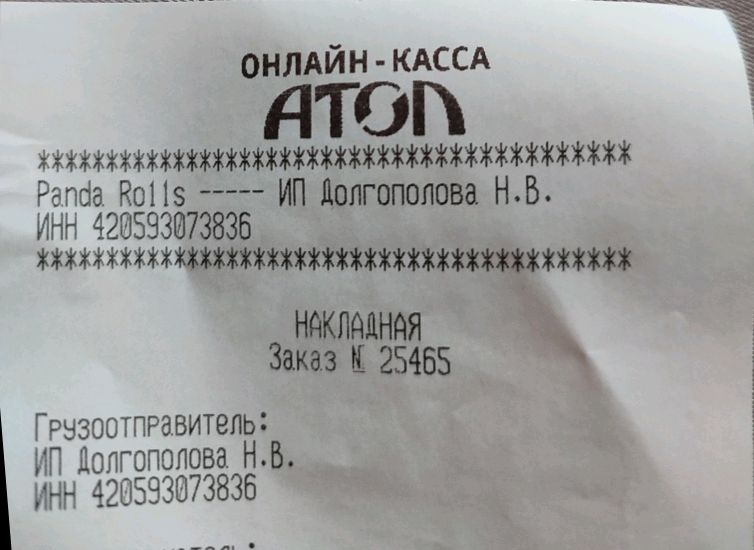 ОНЛАЙН-КАССА
АТОЛ
******************************************
Panda Rolls ----- ИП Долгополова Н.В.
ИНН 420593073836
******************************************
НАКЛАДНАЯ
Заказ № 25465
Грузоотправитель:
ИП Долгополова Н.В.
ИНН 420593073836